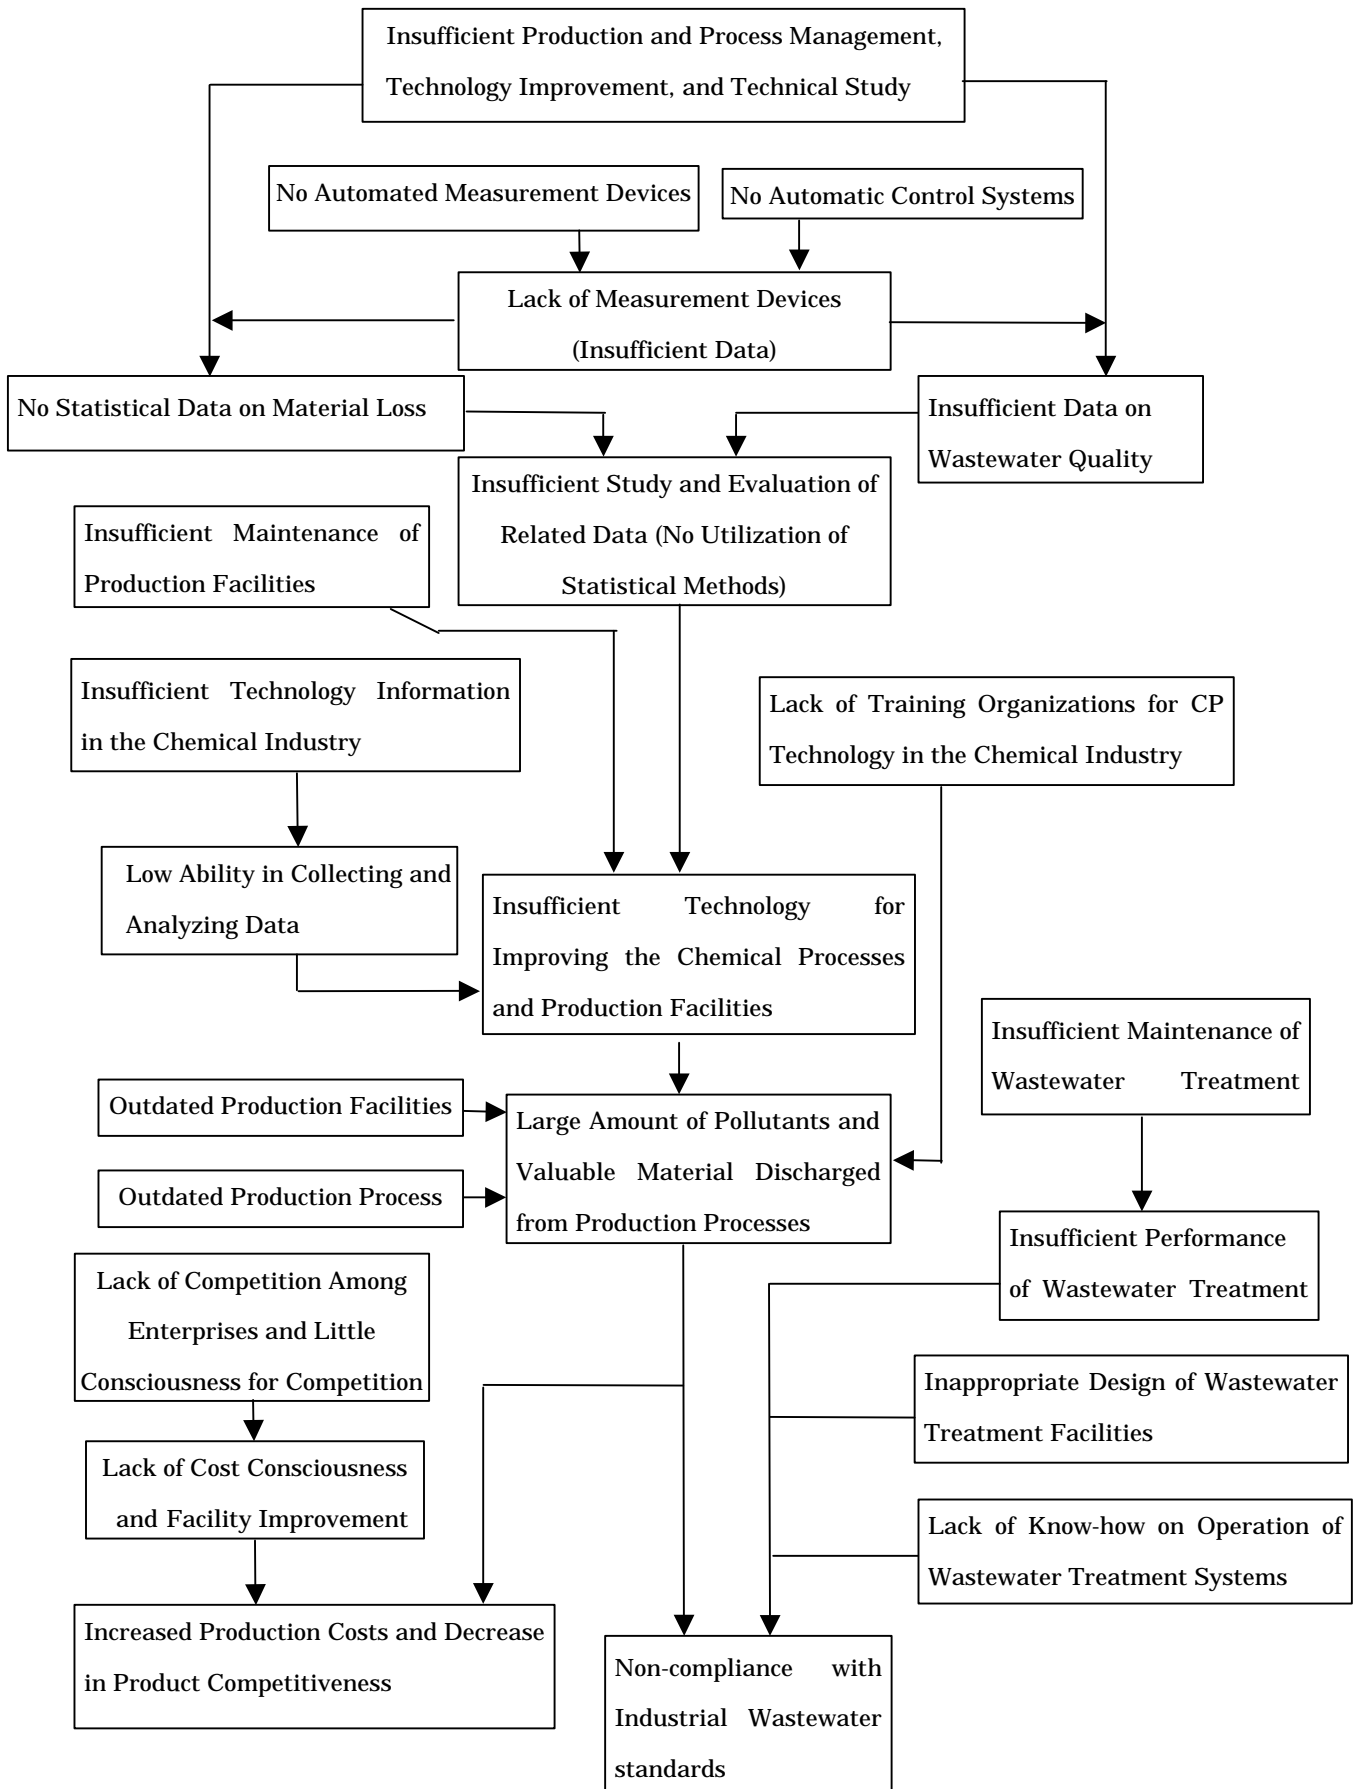 Insufficient Production and Process Management,
Technology Improvement, and Technical Study
No Automated Measurement Devices
No Automatic Control Systems
Lack of Measurement Devices
(Insufficient Data)
No Statistical Data on Material Loss
Insufficient Data on
Wastewater Quality
Insufficient Study and Evaluation of
Related Data (No Utilization of
Statistical Methods)
Insufficient Maintenance of
Production Facilities
Insufficient Technology Information
in the Chemical Industry
Lack of Training Organizations for CP
Technology in the Chemical Industry
Low Ability in Collecting and
Analyzing Data
Insufficient Technology for
Improving the Chemical Processes
and Production Facilities
Insufficient Maintenance of
Wastewater Treatment
Outdated Production Facilities
Large Amount of Pollutants and
Valuable Material Discharged
from Production Processes
Outdated Production Process
Insufficient Performance
of Wastewater Treatment
Lack of Competition Among
Enterprises and Little
Consciousness for Competition
Inappropriate Design of Wastewater
Treatment Facilities
Lack of Cost Consciousness
and Facility Improvement
Lack of Know-how on Operation of
Wastewater Treatment Systems
Increased Production Costs and Decrease
in Product Competitiveness
Non-compliance with
Industrial Wastewater
standards